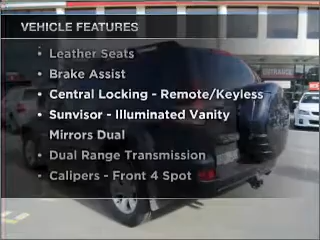 VEHICLE FEATURES
• Leather Seats
• Brake Assist
• Central Locking - Remote/Keyless
• Sunvisor - Illuminated Vanity
Mirrors Dual
• Dual Range Transmission
• Calipers - Front 4 Spot
ENTRANCE